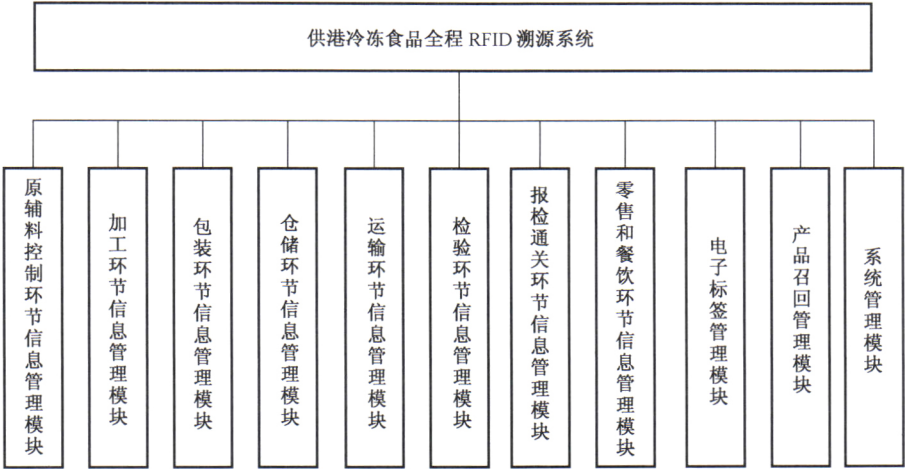 供港冷冻食品全程RFID溯源系统
原辅料控制环节信息管理模块
加工环节信息管理模块
包装环节信息管理模块
仓储环节信息管理模块
运输环节信息管理模块
检验环节信息管理模块
报检通关环节信息管理模块
零售和餐饮环节信息管理模块
电子标签管理模块
产品召回管理模块
系统管理模块